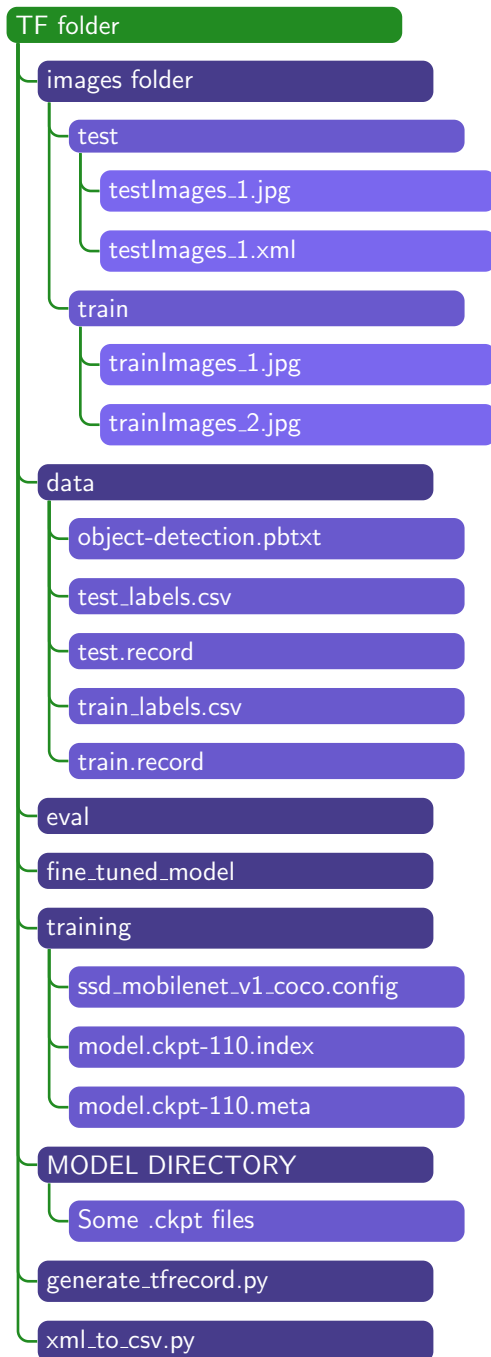 TF folder
images folder
test
testImages_1.jpg
testImages_1.xml
train
trainImages_1.jpg
trainImages_2.jpg
data
object-detection.pbtxt
test_labels.csv
test.record
train_labels.csv
train.record
eval
fine_tuned_model
training
ssd_mobilenet_v1_coco.config
model.ckpt-110.index
model.ckpt-110.meta
MODEL DIRECTORY
Some .ckpt files
generate_tfrecord.py
xml_to_csv.py